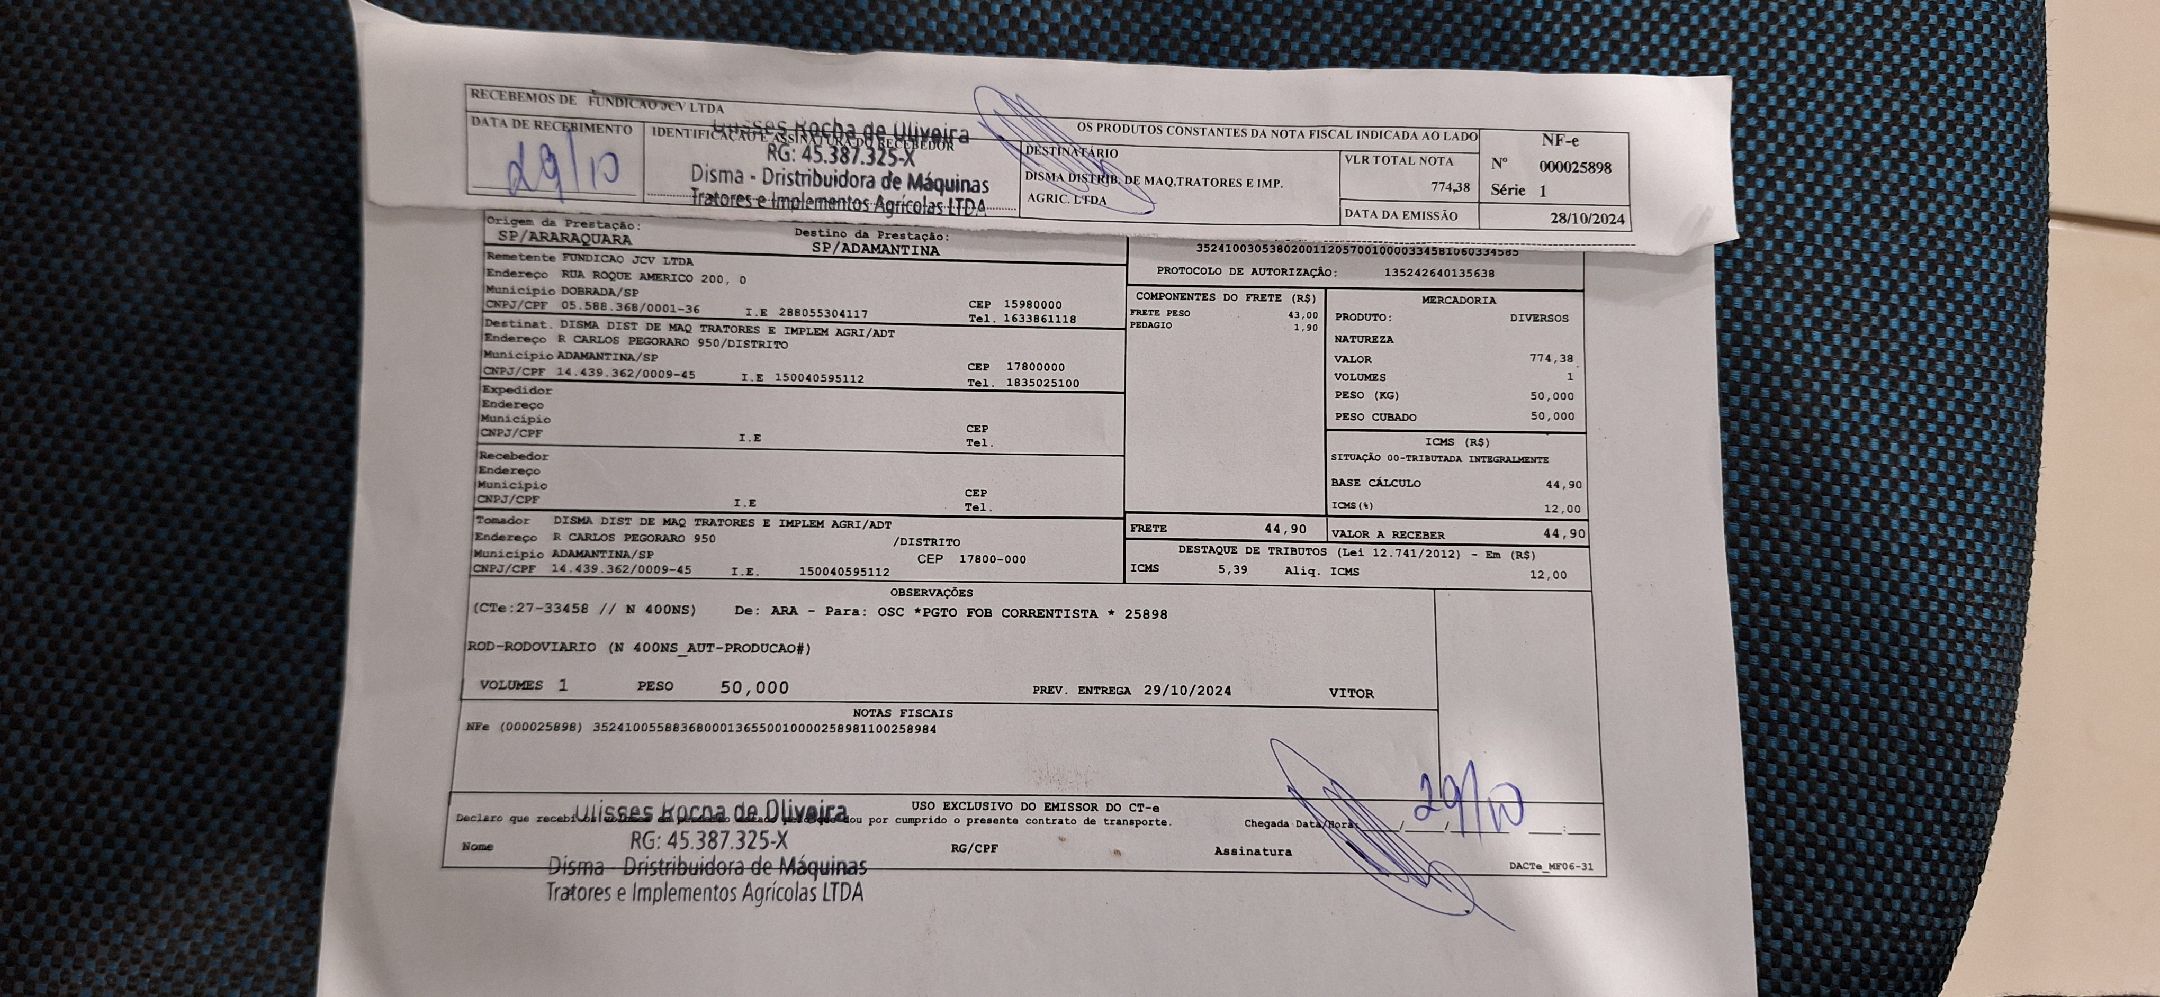 RECEBEMOS DE FUNDICAO JCV LTDA
OS PRODUTOS CONSTANTES DA NOTA FISCAL INDICADA AO LADO
DATA DE RECEBIMENTO
29/10
IDENTIFICAÇÃO E ASSINATURA DO RECEBEDOR
Ulisses Rocha de Oliveira
RG: 45.387.325-X
Disma - Dristribuidora de Máquinas
Tratores e Implementos Agrícolas LTDA
DESTINATÁRIO
DISMA DISTRIB. DE MAQ.TRATORES E IMP.
AGRIC. LTDA
VLR TOTAL NOTA
774,38
DATA DA EMISSÃO 28/10/2024
NF-e
Nº 000025898
Série 1
Origem da Prestação:
SP/ARARAQUARA
Destino da Prestação:
SP/ADAMANTINA
Remetente FUNDICAO JCV LTDA
Endereço RUA ROQUE AMERICO 200, 0
Município DOBRADA/SP CEP 15980000
CNPJ/CPF 05.588.368/0001-36 I.E 288055304117 Tel. 1633861118
Destinat. DISMA DIST DE MAQ TRATORES E IMPLEM AGRI/ADT
Endereço R CARLOS PEGORARO 950/DISTRITO
Município ADAMANTINA/SP CEP 17800000
CNPJ/CPF 14.439.362/0009-45 I.E 150040595112 Tel. 1835025100
Expedidor
Endereço
Município CEP
CNPJ/CPF I.E Tel.
Recebedor
Endereço
Município CEP
CNPJ/CPF I.E Tel.
Tomador DISMA DIST DE MAQ TRATORES E IMPLEM AGRI/ADT
Endereço R CARLOS PEGORARO 950 /DISTRITO
Município ADAMANTINA/SP CEP 17800-000
CNPJ/CPF 14.439.362/0009-45 I.E. 150040595112
PROTOCOLO DE AUTORIZAÇÃO: 135242640135638
COMPONENTES DO FRETE (R$)
FRETE PESO 43,00
PEDAGIO 1,90
MERCADORIA
PRODUTO: DIVERSOS
NATUREZA
VALOR 774,38
VOLUMES 1
PESO (KG) 50,000
PESO CUBADO 50,000
ICMS (R$)
SITUAÇÃO 00-TRIBUTADA INTEGRALMENTE
BASE CÁLCULO 44,90
ICMS(%) 12,00
FRETE 44,90
VALOR A RECEBER 44,90
DESTAQUE DE TRIBUTOS (Lei 12.741/2012) - Em (R$)
ICMS 5,39 Aliq. ICMS 12,00
OBSERVAÇÕES
(CTe:27-33458 // N 400NS) De: ARA - Para: OSC *PGTO FOB CORRENTISTA * 25898
ROD-RODOVIARIO (N 400NS_AUT-PRODUCAO#)
VOLUMES 1 PESO 50,000 PREV. ENTREGA 29/10/2024 VITOR
NOTAS FISCAIS
NFe (000025898) 35241005588368000136550010000258981100258984
USO EXCLUSIVO DO EMISSOR DO CT-e
Declaro que recebi ou por cumprido o presente contrato de transporte.
Chegada Data/Hora: 29/10
Nome RG/CPF Assinatura
Ulisses Rocha de Oliveira
RG: 45.387.325-X
Disma - Dristribuidora de Máquinas
Tratores e Implementos Agrícolas LTDA
DACTe_MF06-31